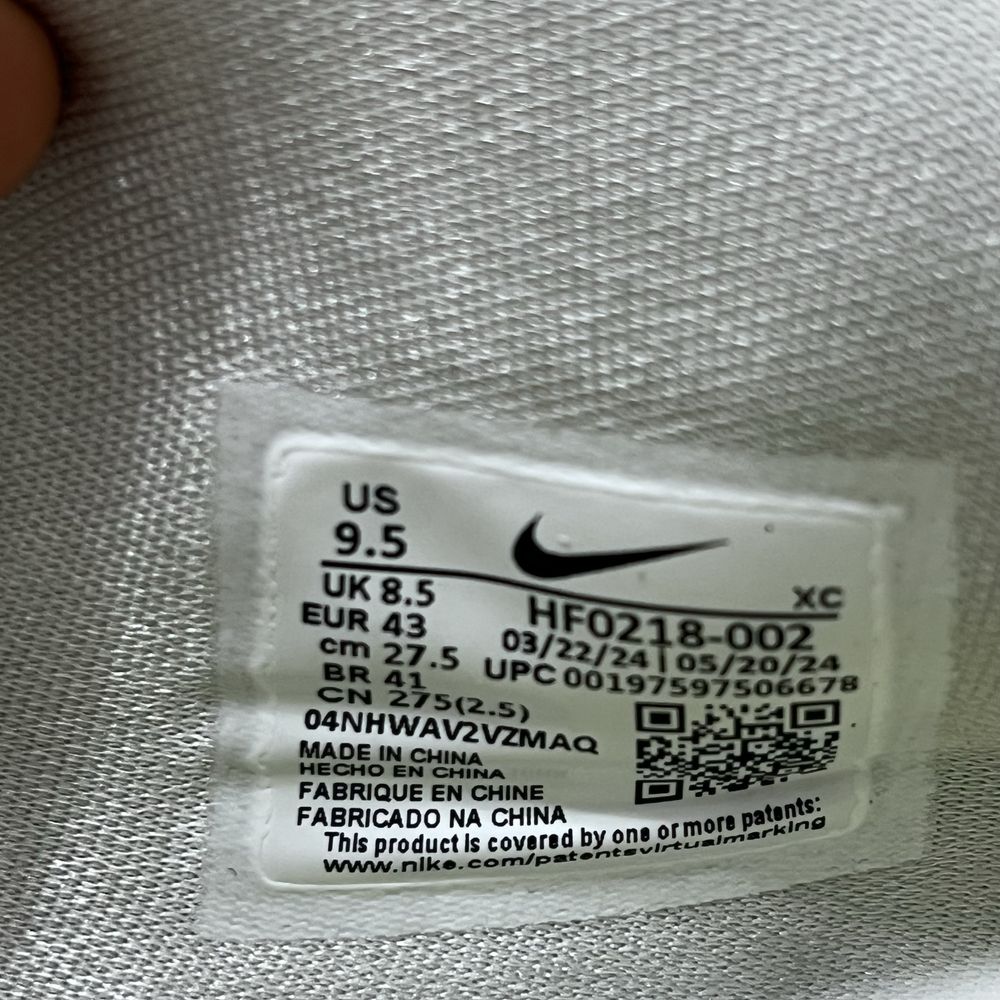 US
9.5
XC
UK 8.5
HF0218-002
EUR 43
03/22/24 | 05/20/24
cm 27.5
UPC 00197597506678
BR 41
CN 275(2.5)
04NHWAV2VZMAQ
MADE IN CHINA
HECHO EN CHINA
FABRIQUE EN CHINE
FABRICADO NA CHINA
This product is covered by one or more patents:
www.nike.com/patentsvirtualmarking